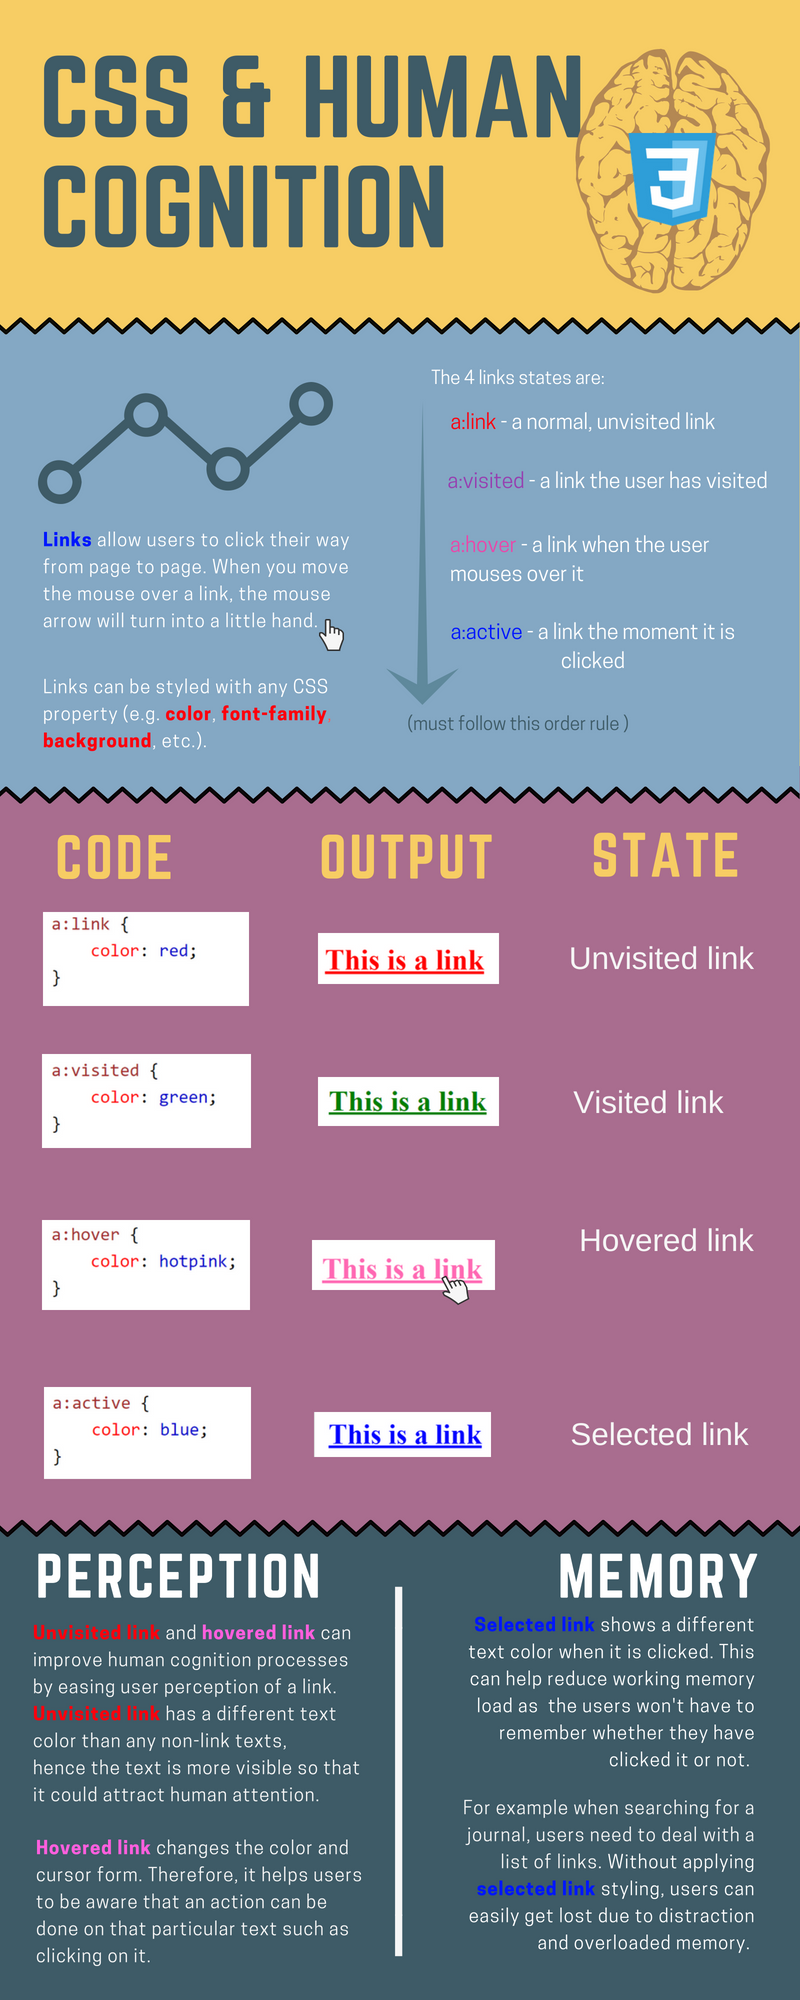 CSS & HUMAN
COGNITION
3
The 4 links states are:
a:link - a normal, unvisited link
a:visited - a link the user has visited
a:hover - a link when the user
mouses over it
a:active - a link the moment it is
clicked
(must follow this order rule )
Links allow users to click their way
from page to page. When you move
the mouse over a link, the mouse
arrow will turn into a little hand.
Links can be styled with any CSS
property (e.g. color, font-family,
background, etc.).
CODE
OUTPUT
STATE
a:link {
color: red;
}
This is a link
Unvisited link
a:visited {
color: green;
}
This is a link
Visited link
a:hover {
color: hotpink;
}
This is a link
Hovered link
a:active {
color: blue;
}
This is a link
Selected link
PERCEPTION
Unvisited link and hovered link can
improve human cognition processes
by easing user perception of a link.
Unvisited link has a different text
color than any non-link texts,
hence the text is more visible so that
it could attract human attention.
Hovered link changes the color and
cursor form. Therefore, it helps users
to be aware that an action can be
done on that particular text such as
clicking on it.
MEMORY
Selected link shows a different
text color when it is clicked. This
can help reduce working memory
load as the users won't have to
remember whether they have
clicked it or not.
For example when searching for a
journal, users need to deal with a
list of links. Without applying
selected link styling, users can
easily get lost due to distraction
and overloaded memory.